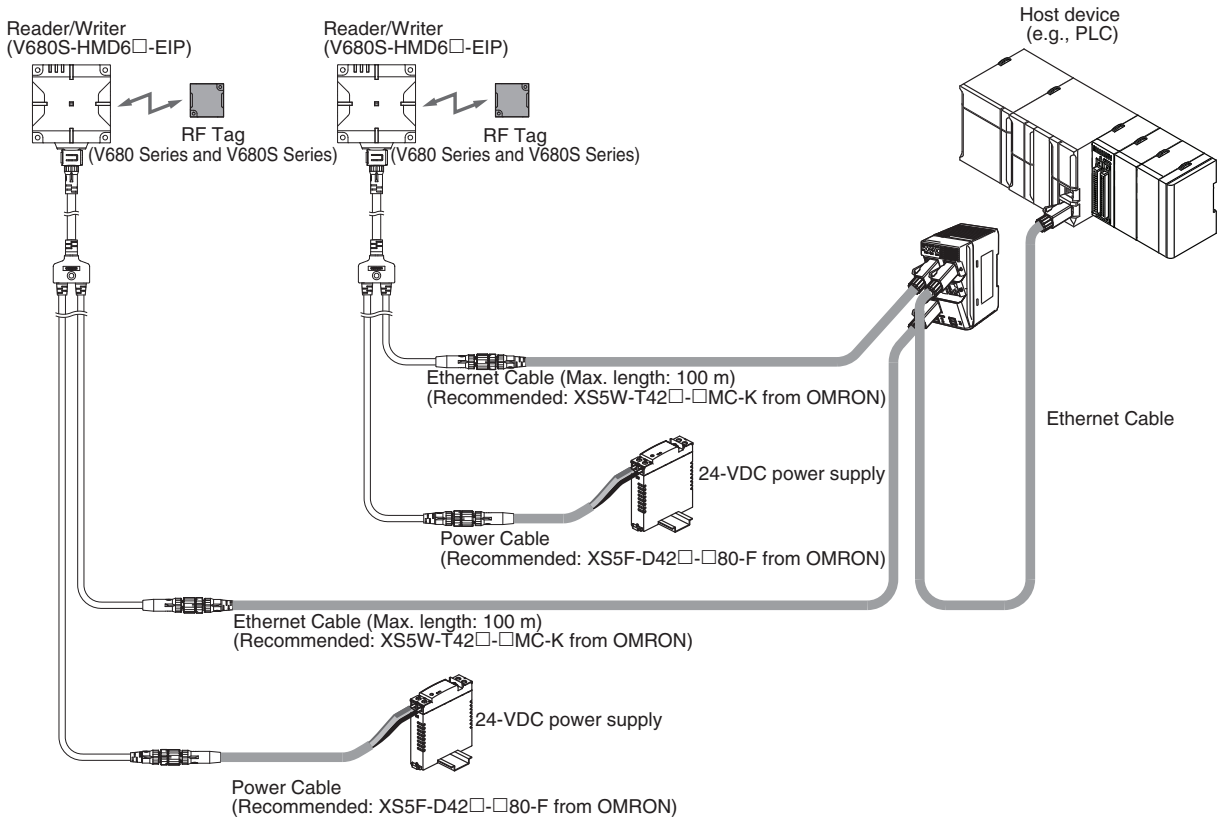 Reader/Writer
(V680S-HMD6□-EIP)
RF Tag
(V680 Series and V680S Series)
Reader/Writer
(V680S-HMD6□-EIP)
RF Tag
(V680 Series and V680S Series)
Host device
(e.g., PLC)
Ethernet Cable (Max. length: 100 m)
(Recommended: XS5W-T42□-□MC-K from OMRON)
Ethernet Cable
24-VDC power supply
Power Cable
(Recommended: XS5F-D42□-□80-F from OMRON)
Ethernet Cable (Max. length: 100 m)
(Recommended: XS5W-T42□-□MC-K from OMRON)
24-VDC power supply
Power Cable
(Recommended: XS5F-D42□-□80-F from OMRON)